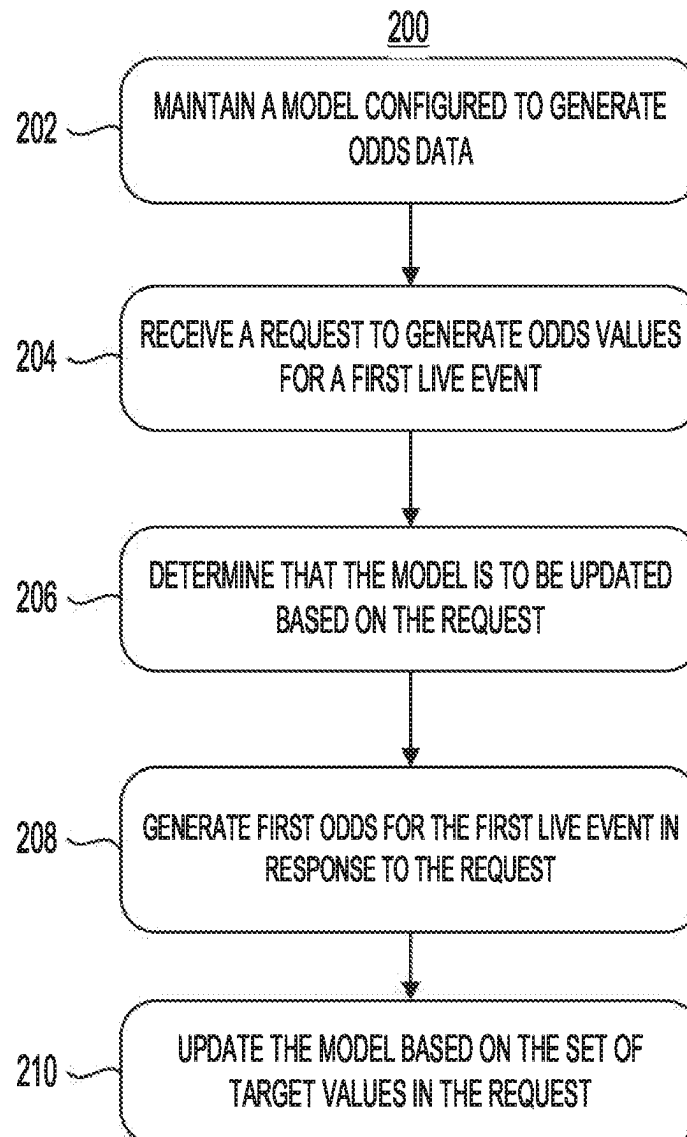 200
202
MAINTAIN A MODEL CONFIGURED TO GENERATE
ODDS DATA
204
RECEIVE A REQUEST TO GENERATE ODDS VALUES
FOR A FIRST LIVE EVENT
206
DETERMINE THAT THE MODEL IS TO BE UPDATED
BASED ON THE REQUEST
208
GENERATE FIRST ODDS FOR THE FIRST LIVE EVENT IN
RESPONSE TO THE REQUEST
210
UPDATE THE MODEL BASED ON THE SET OF
TARGET VALUES IN THE REQUEST